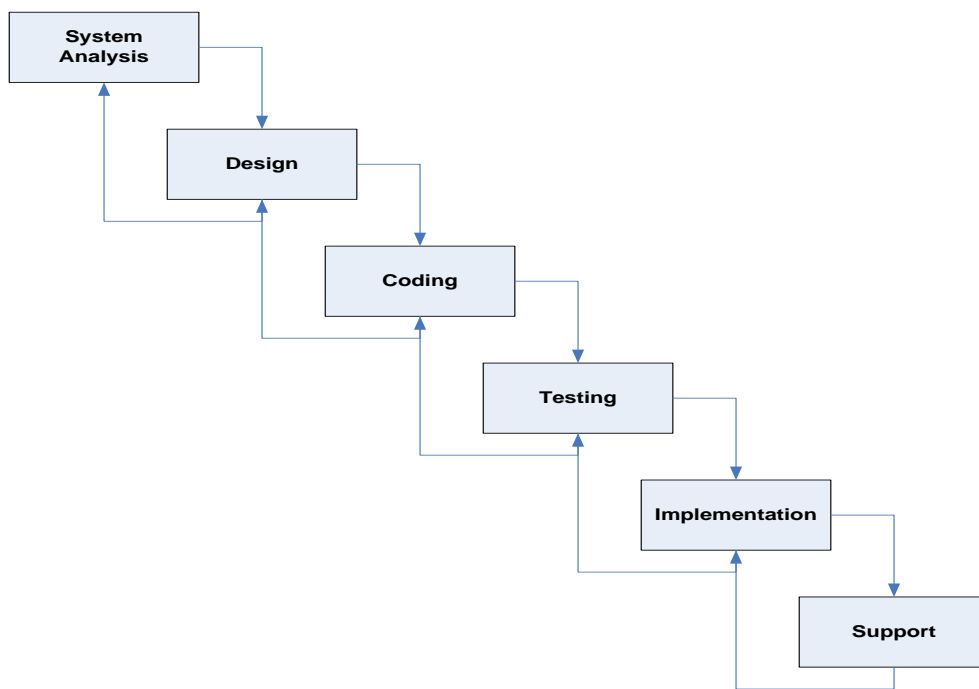 System
Analysis
Design
Coding
Testing
Implementation
Support